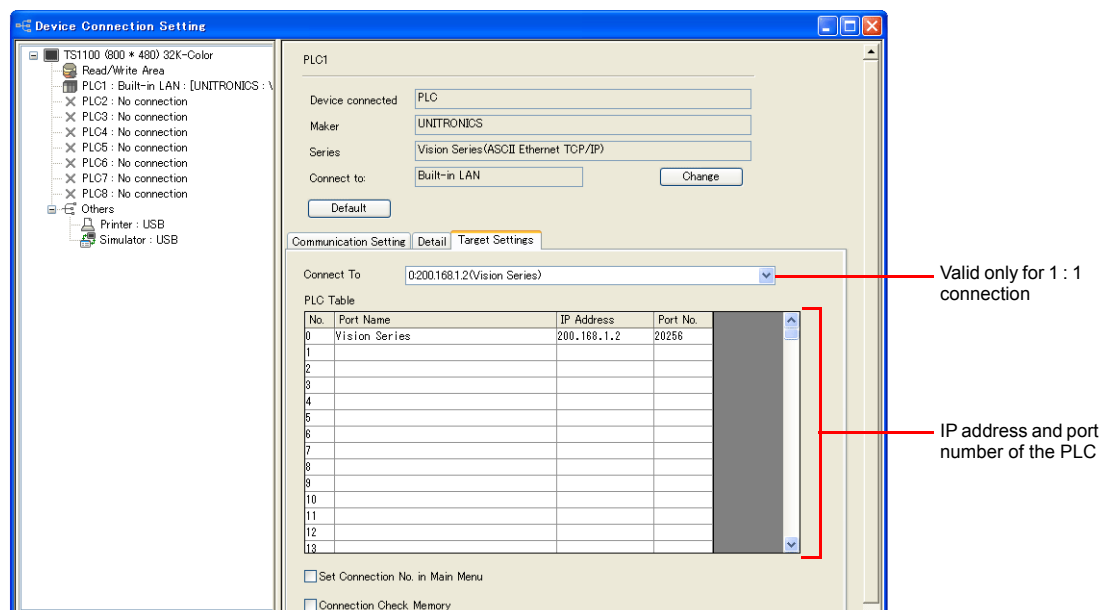 Device Connection Setting
TS1100 (800 * 480) 32K-Color
Read/Write Area
PLC1 : Built-in LAN : [UNITRONICS : \
PLC2 : No connection
PLC3 : No connection
PLC4 : No connection
PLC5 : No connection
PLC6 : No connection
PLC7 : No connection
PLC8 : No connection
Others
Printer : USB
Simulator : USB
PLC1
Device connected PLC
Maker UNITRONICS
Series Vision Series(ASCII Ethernet TCP/IP)
Connect to: Built-in LAN Change
Default
Communication Setting Detail Target Settings
Connect To 0:200.168.1.2(Vision Series)
PLC Table
No. Port Name IP Address Port No.
0 Vision Series 200.168.1.2 20256
1
2
3
4
5
6
7
8
9
10
11
12
13
Set Connection No. in Main Menu
Connection Check Memory
Valid only for 1 : 1
connection
IP address and port
number of the PLC